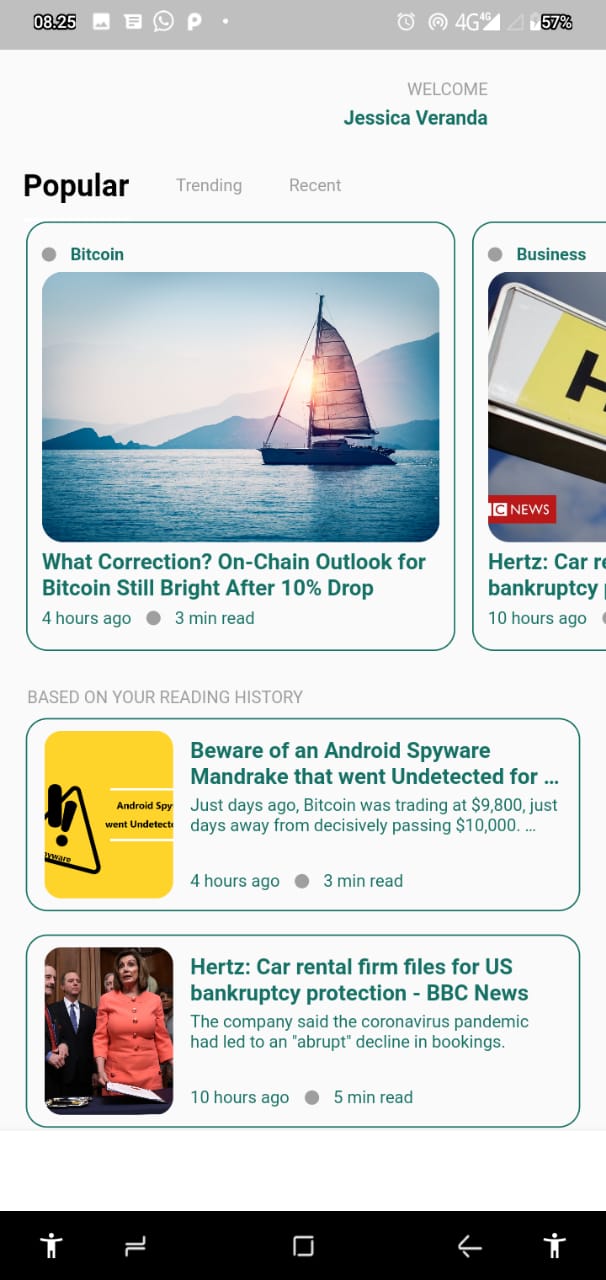 08.25
4G 4G 57%
WELCOME
Jessica Veranda
Popular Trending Recent
Bitcoin
What Correction? On-Chain Outlook for
Bitcoin Still Bright After 10% Drop
4 hours ago 3 min read
Business
H
C NEWS
Hertz: Car re
bankruptcy p
10 hours ago
BASED ON YOUR READING HISTORY
Android Spy
went Undetecte
yware
Beware of an Android Spyware
Mandrake that went Undetected for ...
Just days ago, Bitcoin was trading at $9,800, just
days away from decisively passing $10,000. ...
4 hours ago 3 min read
Hertz: Car rental firm files for US
bankruptcy protection - BBC News
The company said the coronavirus pandemic
had led to an "abrupt" decline in bookings.
10 hours ago 5 min read